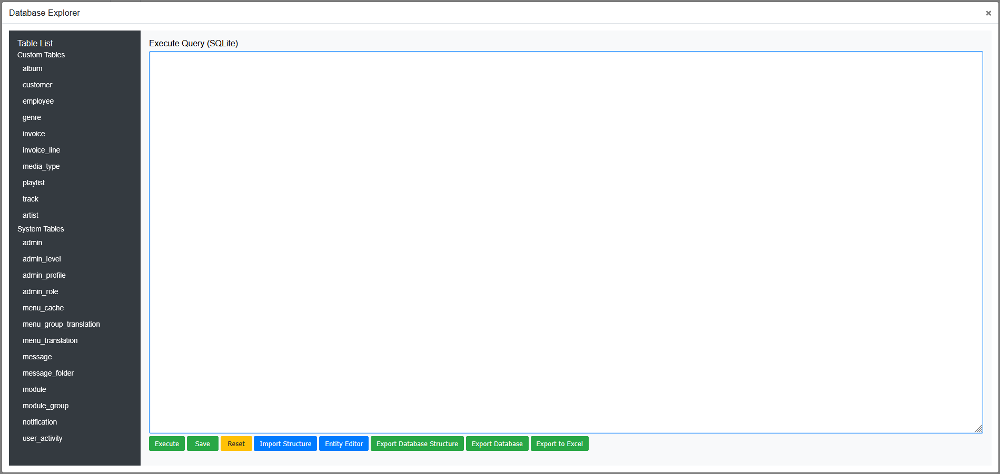 Database Explorer
×
Table List
Custom Tables
album
customer
employee
genre
invoice
invoice_line
media_type
playlist
track
artist
System Tables
admin
admin_level
admin_profile
admin_role
menu_cache
menu_group_translation
menu_translation
message
message_folder
module
module_group
notification
user_activity
Execute Query (SQLite)
Execute Save Reset Import Structure Entity Editor Export Database Structure Export Database Export to Excel